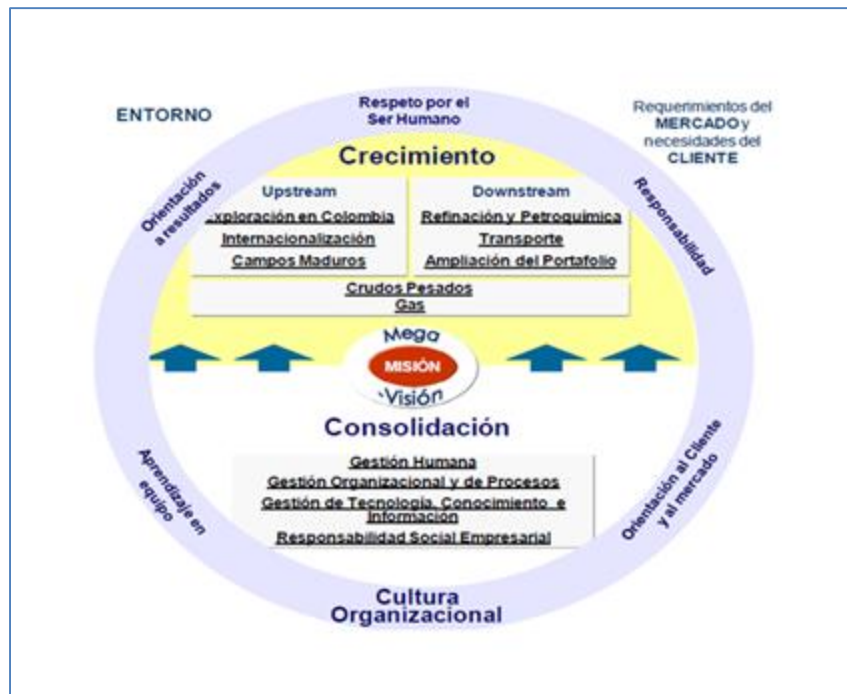 ENTORNO
Respeto por el
Ser Humano
Requerimientos del
MERCADO y
necesidades del
CLIENTE
Orientación
a resultados
Responsabilidad
Crecimiento
Upstream
Exploración en Colombia
Internacionalización
Campos Maduros
Downstream
Refinación y Petroquímica
Transporte
Ampliación del Portafolio
Crudos Pesados
Gas
Mega
MISIÓN
Visión
Consolidación
Gestión Humana
Gestión Organizacional y de Procesos
Gestión de Tecnología, Conocimiento e
Información
Responsabilidad Social Empresarial
Aprendizaje en
equipo
Orientación al Cliente
y al mercado
Cultura
Organizacional